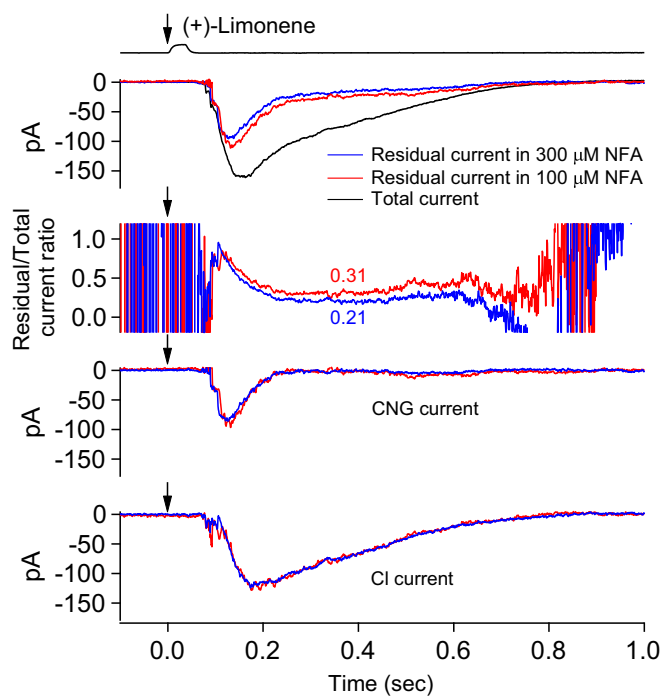 (+)-Limonene
0
-50
-100
-150
pA
Residual current in 300 μM NFA
Residual current in 100 μM NFA
Total current
1.0
0.5
0.0
Residual/Total
current ratio
0.31
0.21
0
-50
-100
-150
pA
CNG current
0
-50
-100
-150
pA
Cl current
0.0 0.2 0.4 0.6 0.8 1.0
Time (sec)